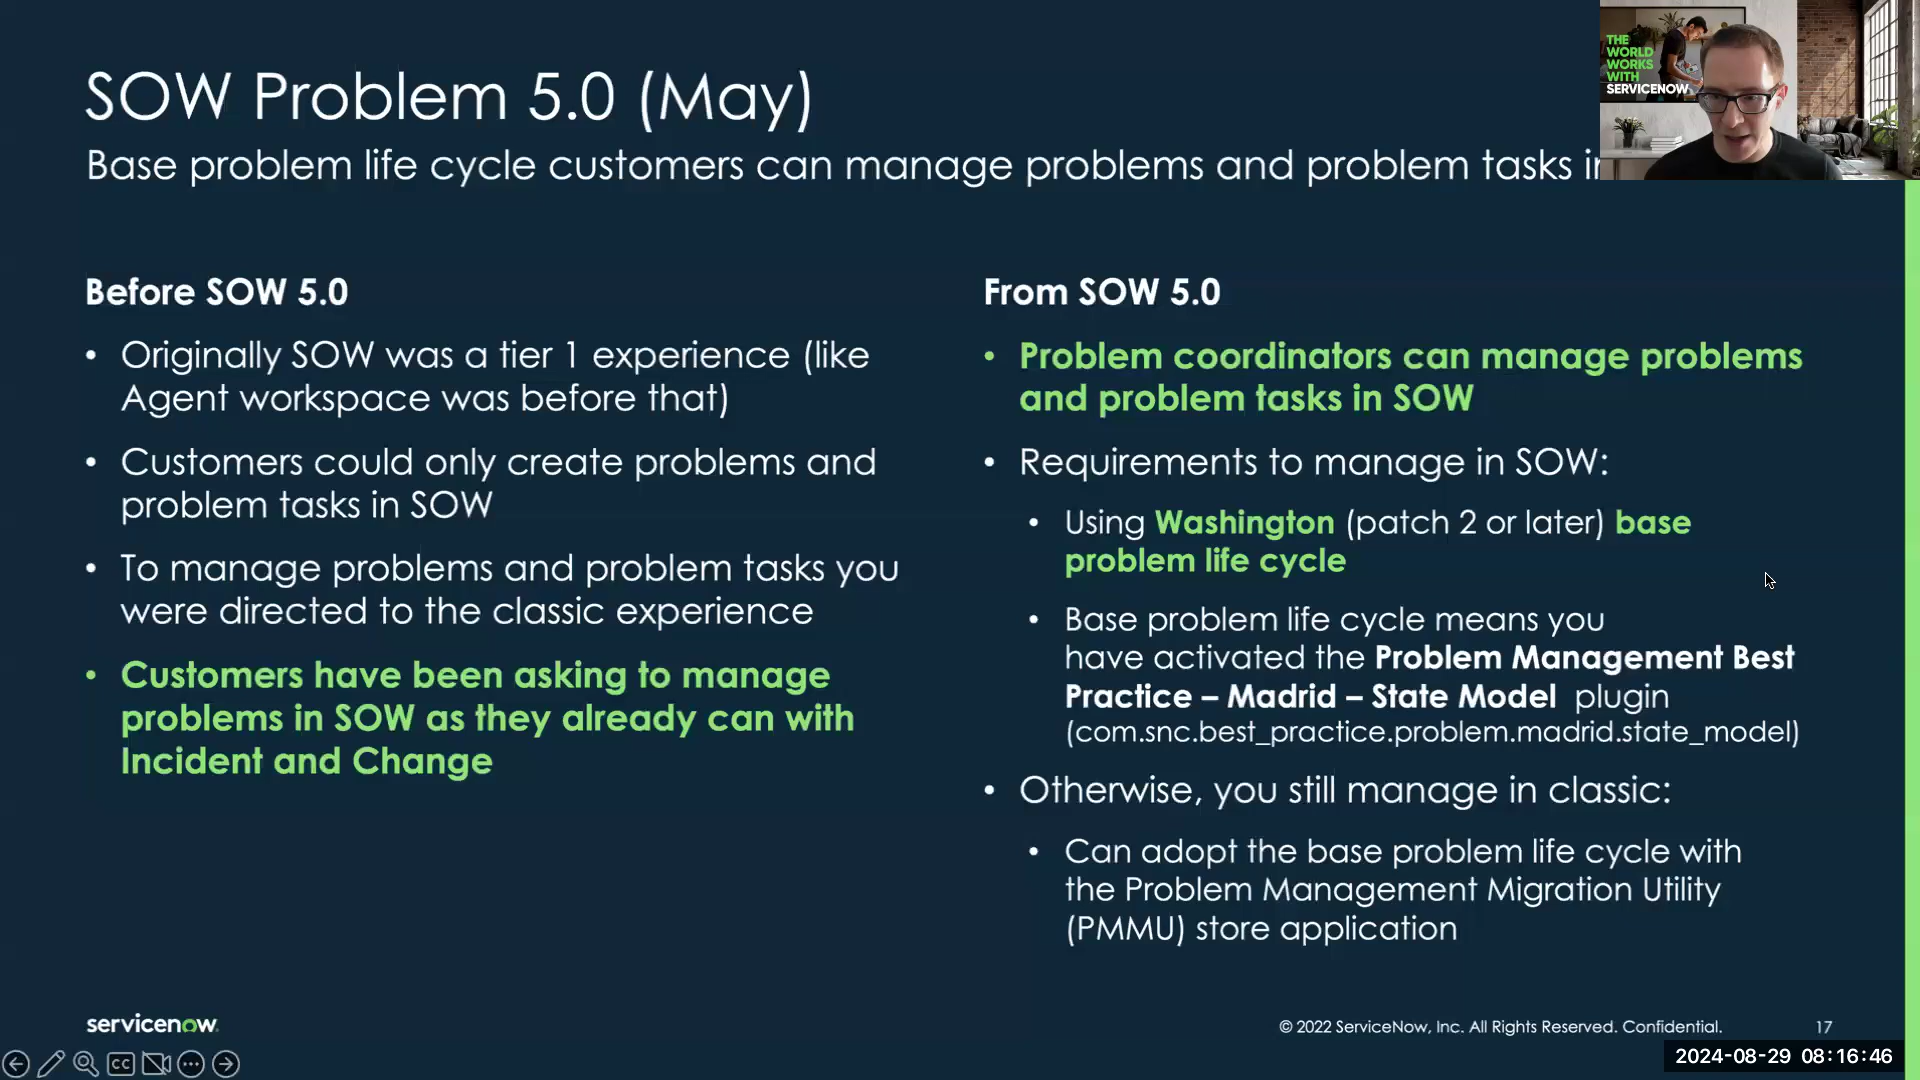 SOW Problem 5.0 (May)
Base problem life cycle customers can manage problems and problem tasks
THE
WORLD
WORKS
WITH
SERVICENOW
Before SOW 5.0
• Originally SOW was a tier 1 experience (like
Agent workspace was before that)
• Customers could only create problems and
problem tasks in SOW
• To manage problems and problem tasks you
were directed to the classic experience
• Customers have been asking to manage
problems in SOW as they already can with
Incident and Change
From SOW 5.0
• Problem coordinators can manage problems
and problem tasks in SOW
• Requirements to manage in SOW:
• Using Washington (patch 2 or later) base
problem life cycle
• Base problem life cycle means you
have activated the Problem Management Best
Practice – Madrid – State Model plugin
(com.snc.best_practice.problem.madrid.state_model)
• Otherwise, you still manage in classic:
• Can adopt the base problem life cycle with
the Problem Management Migration Utility
(PMMU) store application
servicenow
© 2022 ServiceNow, Inc. All Rights Reserved. Confidential.
17
CC
2024-08-29 08:16:46